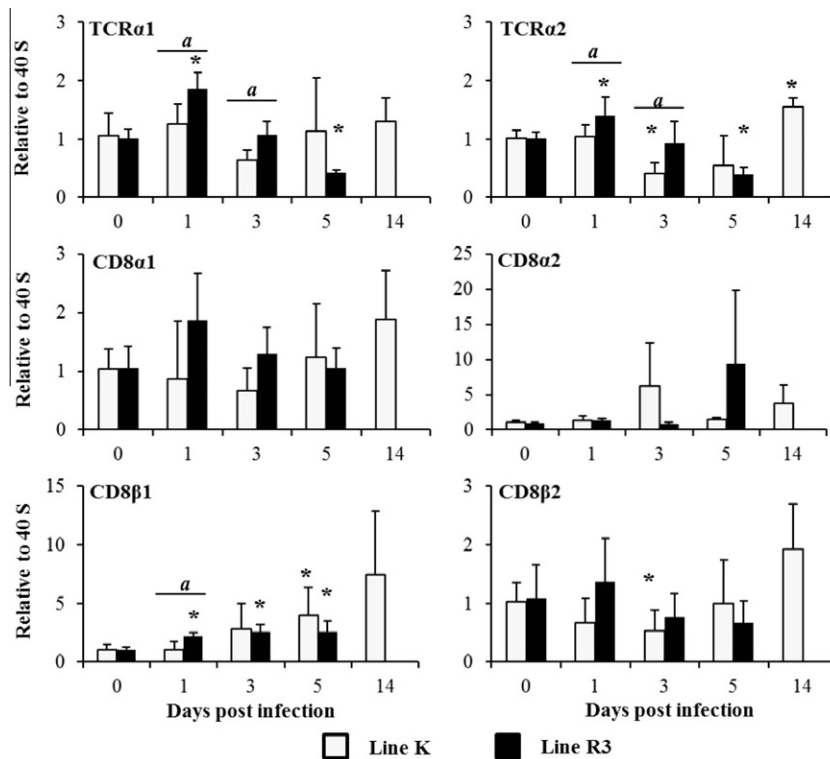 TCRα1
TCRα2
Relative to 40 S
3
2
1
0
a
*
a
*
0 1 3 5 14
3
2
1
0
a
*
a
*
*
*
0 1 3 5 14
CD8α1
CD8α2
Relative to 40 S
3
2
1
0
0 1 3 5 14
25
20
15
10
5
0
0 1 3 5 14
CD8β1
CD8β2
Relative to 40 S
15
10
5
0
a
*
*
*
*
0 1 3 5 14
Days post infection
3
2
1
0
*
0 1 3 5 14
Days post infection
Line K
Line R3